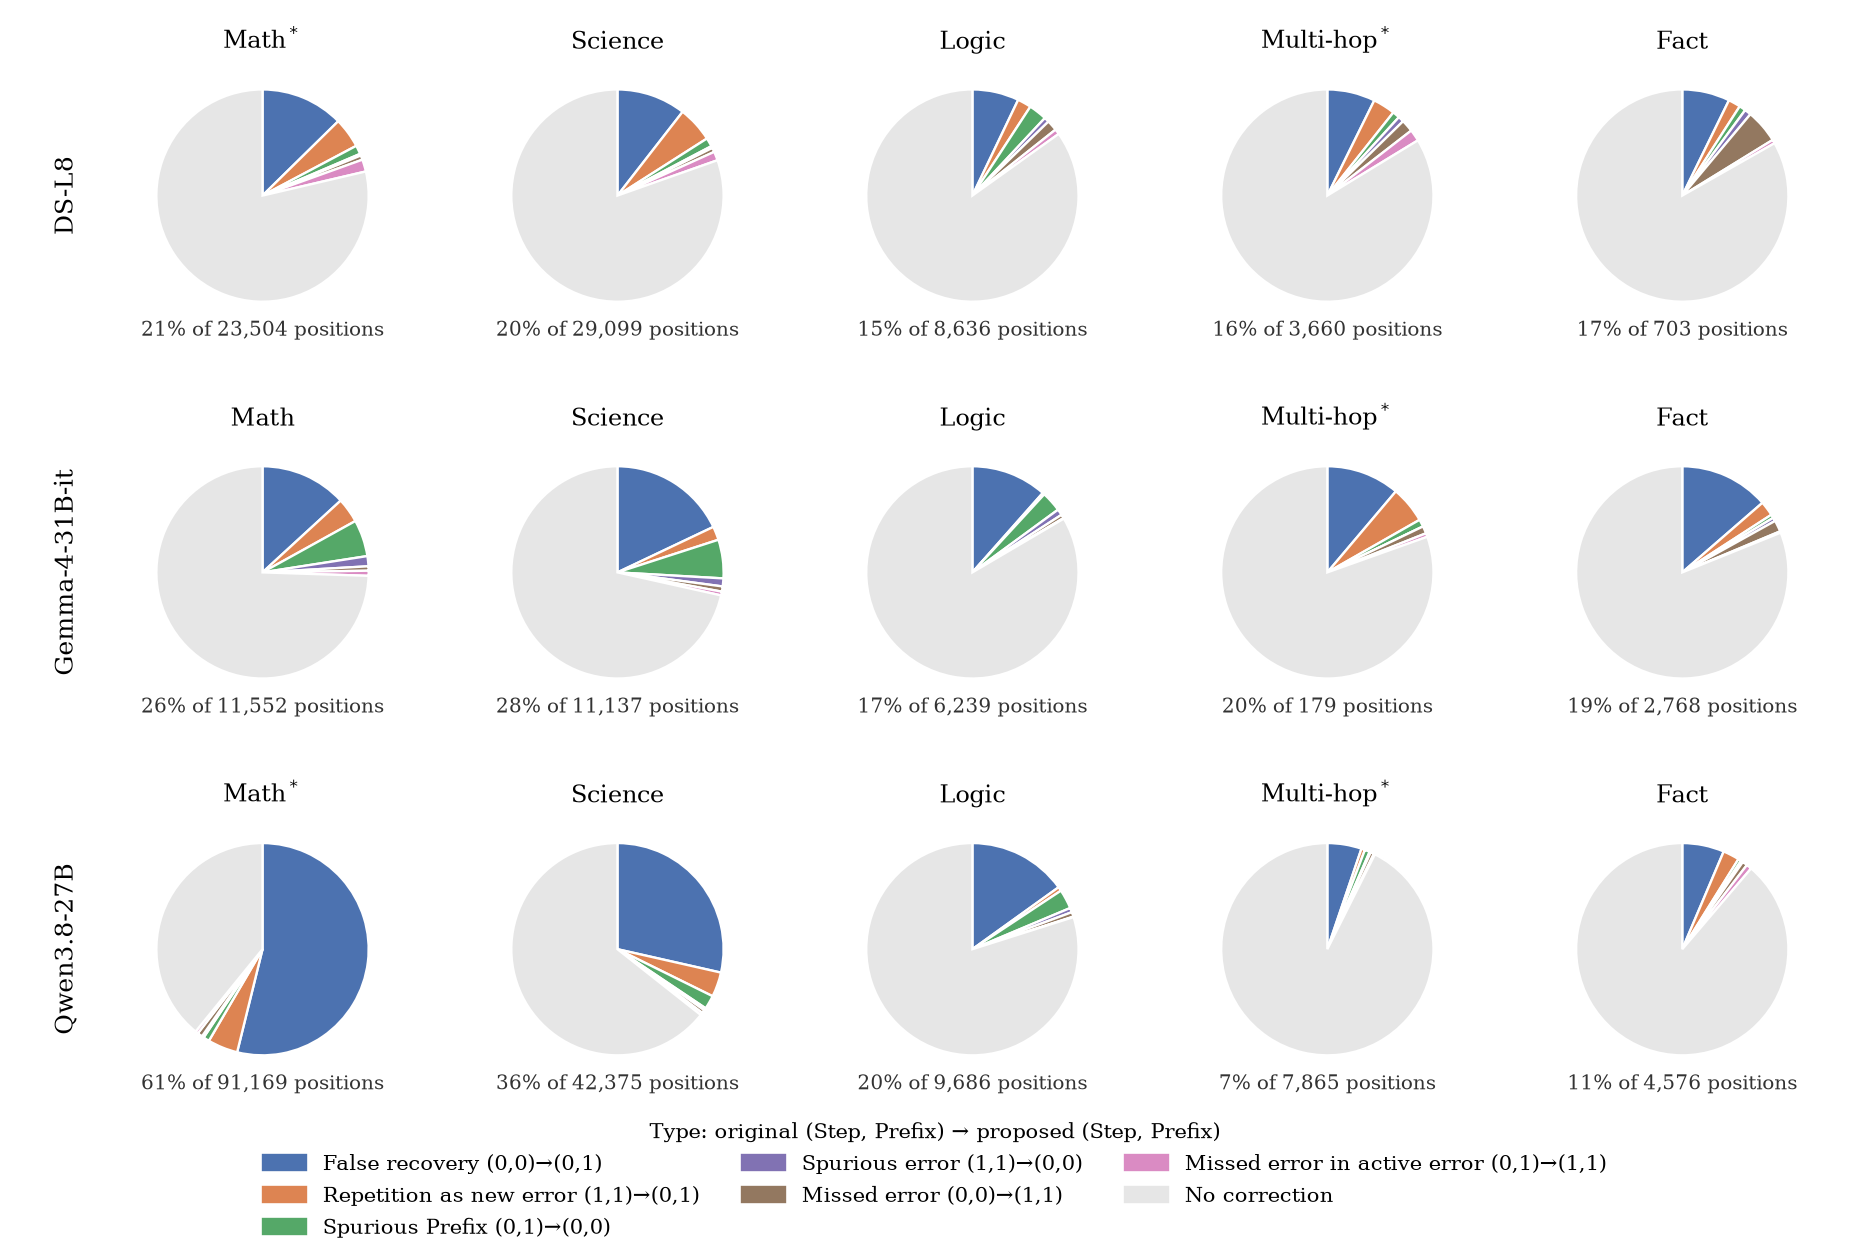 Math*
Science
Logic
Multi-hop*
Fact
DS-L8
21% of 23,504 positions
20% of 29,099 positions
15% of 8,636 positions
16% of 3,660 positions
17% of 703 positions
Math
Science
Logic
Multi-hop*
Fact
Gemma-4-31B-it
26% of 11,552 positions
28% of 11,137 positions
17% of 6,239 positions
20% of 179 positions
19% of 2,768 positions
Math*
Science
Logic
Multi-hop*
Fact
Qwen3.8-27B
61% of 91,169 positions
36% of 42,375 positions
20% of 9,686 positions
7% of 7,865 positions
11% of 4,576 positions
Type: original (Step, Prefix) → proposed (Step, Prefix)
False recovery (0,0)→(0,1)
Repetition as new error (1,1)→(0,1)
Spurious Prefix (0,1)→(0,0)
Spurious error (1,1)→(0,0)
Missed error (0,0)→(1,1)
Missed error in active error (0,1)→(1,1)
No correction